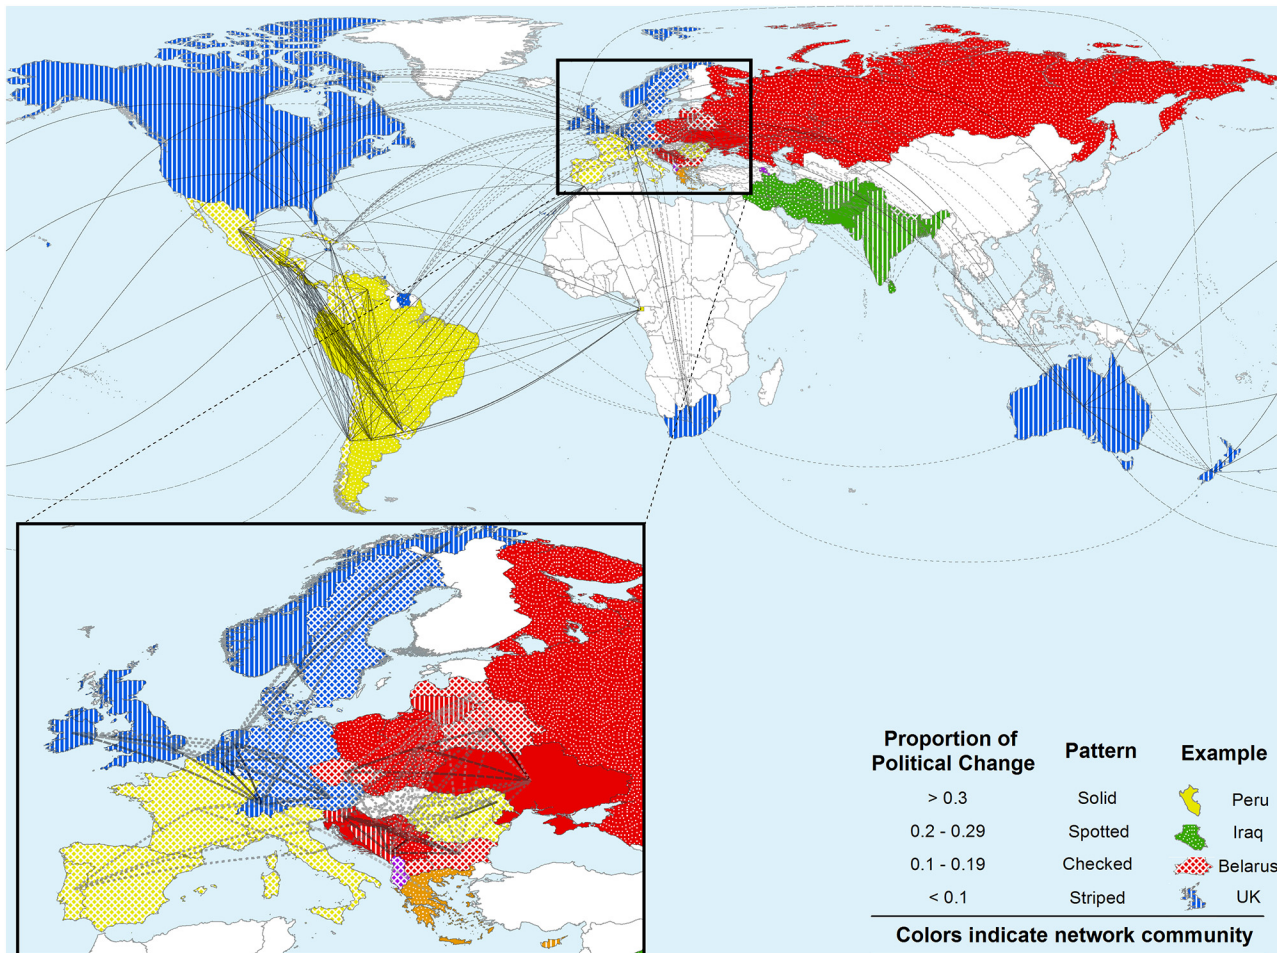 Proportion of Political Change Pattern Example
> 0.3 Solid Peru
0.2 - 0.29 Spotted Iraq
0.1 - 0.19 Checked Belarus
< 0.1 Striped UK
Colors indicate network community